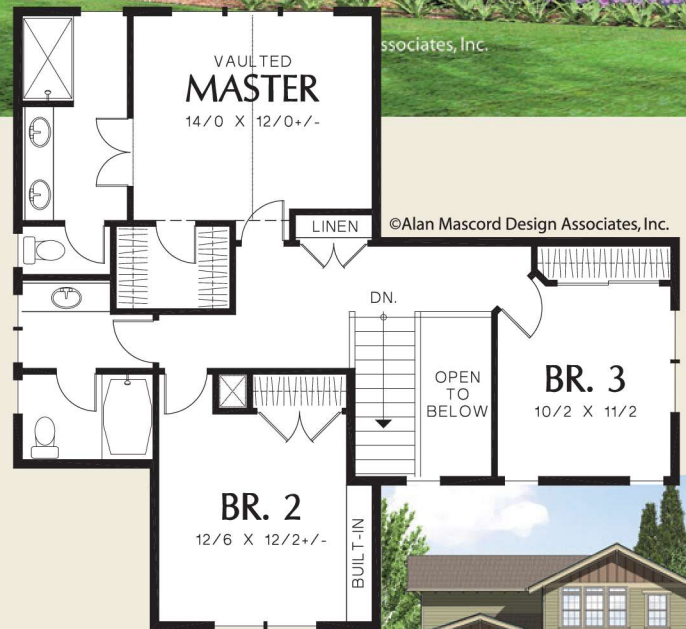 ssociates, Inc.
VAULTED
MASTER
14/0 X 12/0+/-
LINEN
©Alan Mascord Design Associates, Inc.
DN.
OPEN
TO
BELOW
BR. 3
10/2 X 11/2
BR. 2
12/6 X 12/2+/-
BUILT-IN